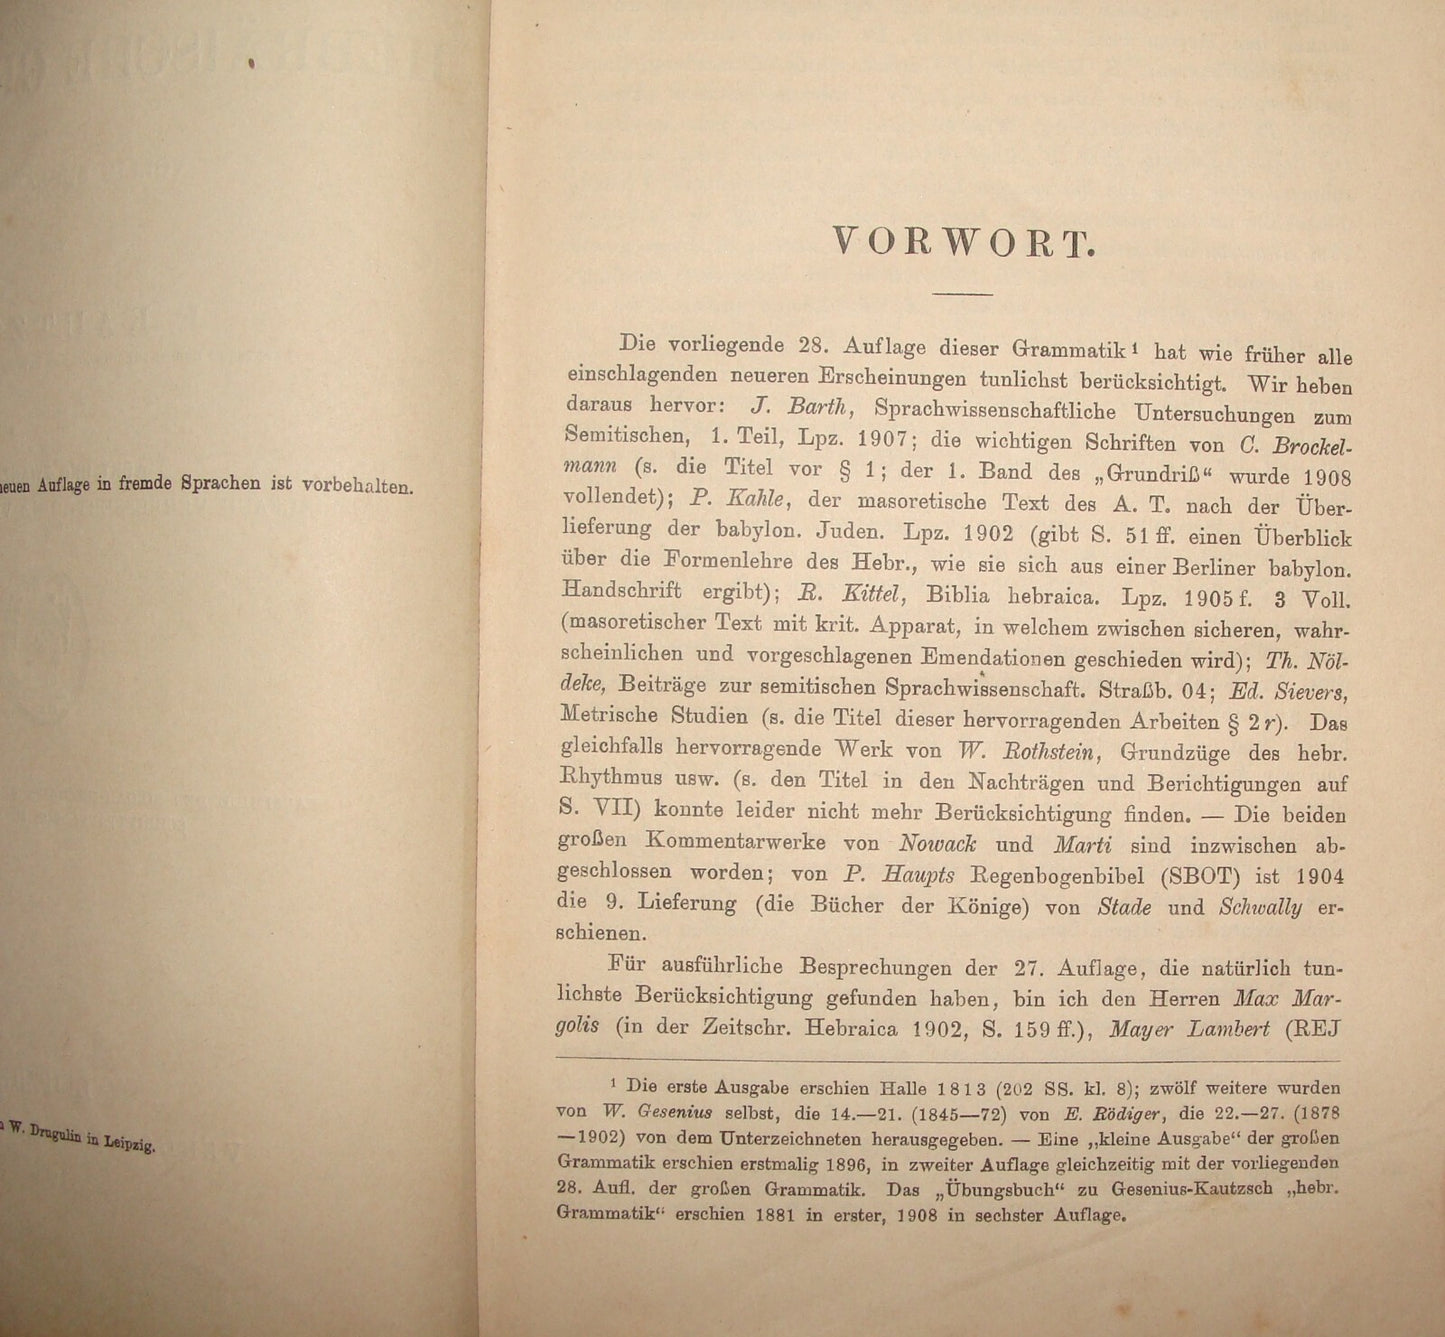 neuen Auflage in fremde Sprachen ist vorbehalten.
W. Drugulin in Leipzig.
VORWORT.
Die vorliegende 28. Auflage dieser Grammatik¹ hat wie früher alle
einschlagenden neueren Erscheinungen tunlichst berücksichtigt. Wir heben
daraus hervor: J. Barth, Sprachwissenschaftliche Untersuchungen zum
Semitischen, 1. Teil, Lpz. 1907; die wichtigen Schriften von C. Brockel-
mann (s. die Titel vor § 1; der 1. Band des „Grundriß“ wurde 1908
vollendet); P. Kahle, der masoretische Text des A. T. nach der Über-
lieferung der babylon. Juden. Lpz. 1902 (gibt S. 51 ff. einen Überblick
über die Formenlehre des Hebr., wie sie sich aus einer Berliner babylon.
Handschrift ergibt); R. Kittel, Biblia hebraica. Lpz. 1905 f. 3 Voll.
(masoretischer Text mit krit. Apparat, in welchem zwischen sicheren, wahr-
scheinlichen und vorgeschlagenen Emendationen geschieden wird); Th. Nöl-
deke, Beiträge zur semitischen Sprachwissenschaft. Straßb. 04; Ed. Sievers,
Metrische Studien (s. die Titel dieser hervorragenden Arbeiten § 2 r). Das
gleichfalls hervorragende Werk von W. Rothstein, Grundzüge des hebr.
Rhythmus usw. (s. den Titel in den Nachträgen und Berichtigungen auf
S. VII) konnte leider nicht mehr Berücksichtigung finden. — Die beiden
großen Kommentarwerke von Nowack und Marti sind inzwischen ab-
geschlossen worden; von P. Haupts Regenbogenbibel (SBOT) ist 1904
die 9. Lieferung (die Bücher der Könige) von Stade und Schwally er-
schienen.
Für ausführliche Besprechungen der 27. Auflage, die natürlich tun-
lichste Berücksichtigung gefunden haben, bin ich den Herren Max Mar-
golis (in der Zeitschr. Hebraica 1902, S. 159 ff.), Mayer Lambert (REJ
¹ Die erste Ausgabe erschien Halle 1813 (202 SS. kl. 8); zwölf weitere wurden
von W. Gesenius selbst, die 14.—21. (1845—72) von E. Rödiger, die 22.—27. (1878
—1902) von dem Unterzeichneten herausgegeben. — Eine „kleine Ausgabe“ der großen
Grammatik erschien erstmalig 1896, in zweiter Auflage gleichzeitig mit der vorliegenden
28. Aufl. der großen Grammatik. Das „Übungsbuch“ zu Gesenius-Kautzsch „hebr.
Grammatik“ erschien 1881 in erster, 1908 in sechster Auflage.